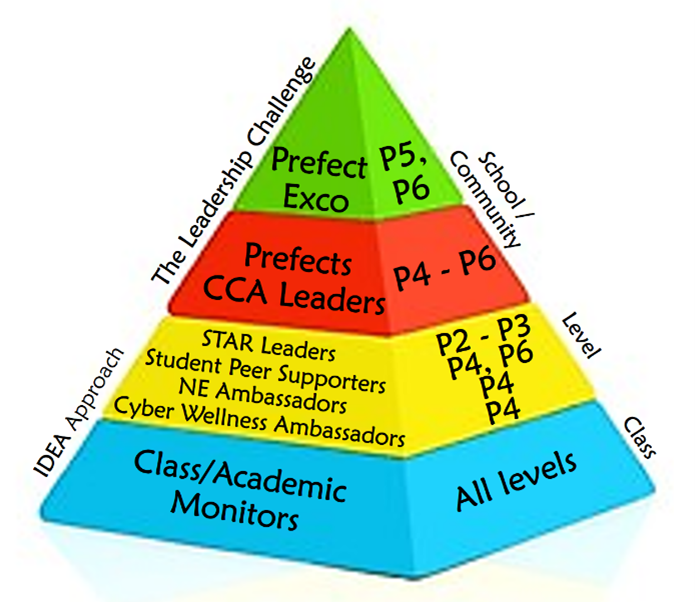 The Leadership Challenge
Prefect
Exco
P5,
P6
School /
Community
Prefects
CCA Leaders
P4 - P6
IDEA Approach
STAR Leaders
Student Peer Supporters
NE Ambassadors
Cyber Wellness Ambassadors
P2 - P3
P4, P6
P4
P4
Level
Class/Academic
Monitors
All levels
Class